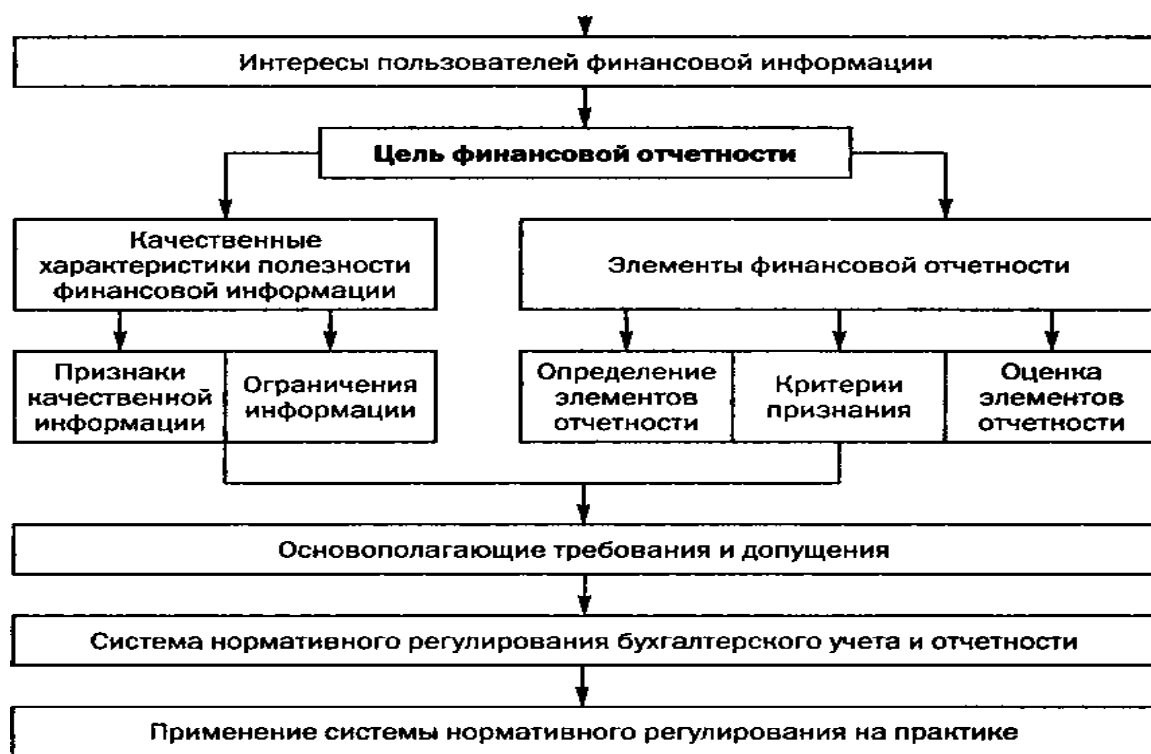 Интересы пользователей финансовой информации
Цель финансовой отчетности
Качественные
характеристики полезности
финансовой информации
Элементы финансовой отчетности
Признаки
качественной
информации
Ограничения
информации
Определение
элементов
отчетности
Критерии
признания
Оценка
элементов
отчетности
Основополагающие требования и допущения
Система нормативного регулирования бухгалтерского учета и отчетности
Применение системы нормативного регулирования на практике